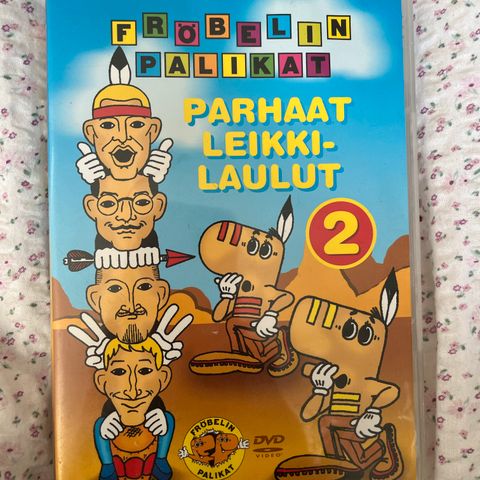 FRÖBELIN
PALIKAT
PARHAAT
LEIKKI-
LAULUT
2
FRÖBELIN
PALIKAT
DVD
VIDEO